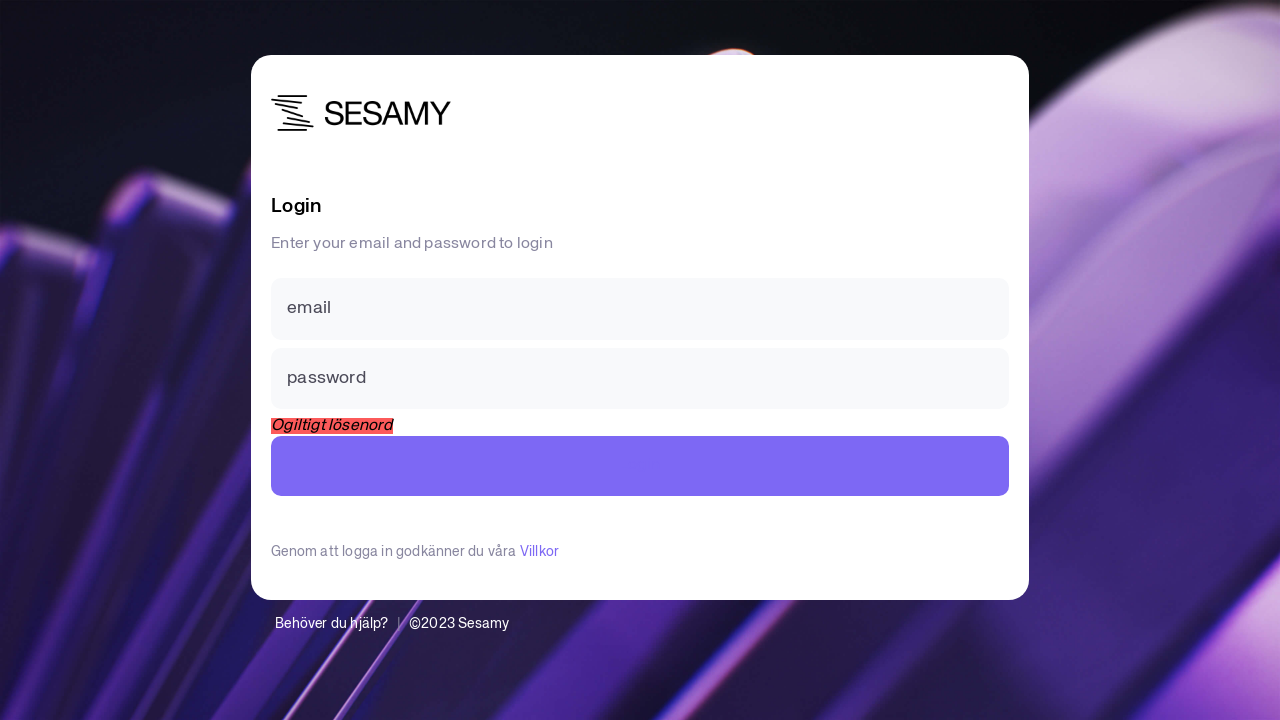 SESAMY
Login
Enter your email and password to login
email
password
Ogiltigt lösenord
Genom att logga in godkänner du våra Villkor
Behöver du hjälp? | ©2023 Sesamy